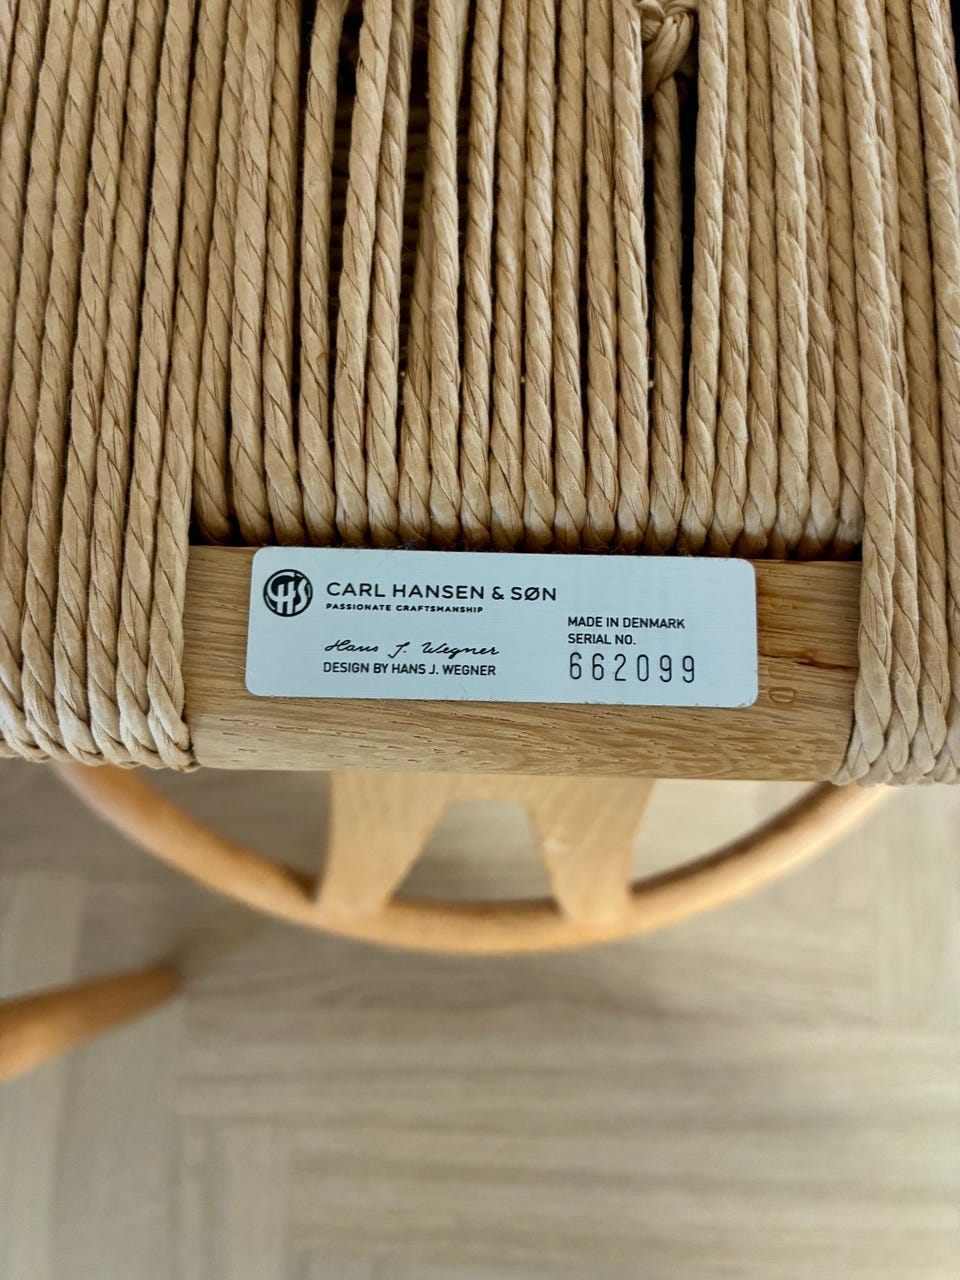 CHS
CARL HANSEN & SØN
PASSIONATE CRAFTSMANSHIP
Hans J. Wegner
DESIGN BY HANS J. WEGNER
MADE IN DENMARK
SERIAL NO.
662099